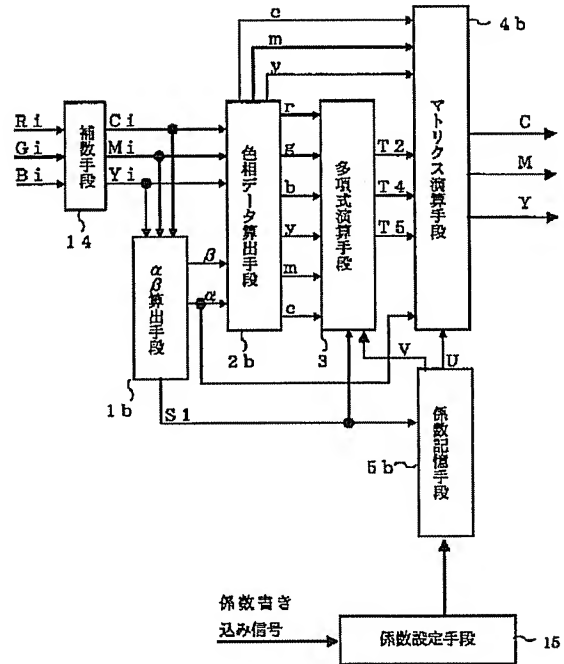 c
4b
m
y
Ri
Gi
Bi
補数手段
Ci
Mi
Yi
14
色相データ算出手段
2b
r
g
b
y
m
c
多項式演算手段
3
T2
T4
T5
マトリクス演算手段
C
M
Y
αβ算出手段
β
α
1b
S1
V
U
係数記憶手段
5b
係数書き
込み信号
係数設定手段
15